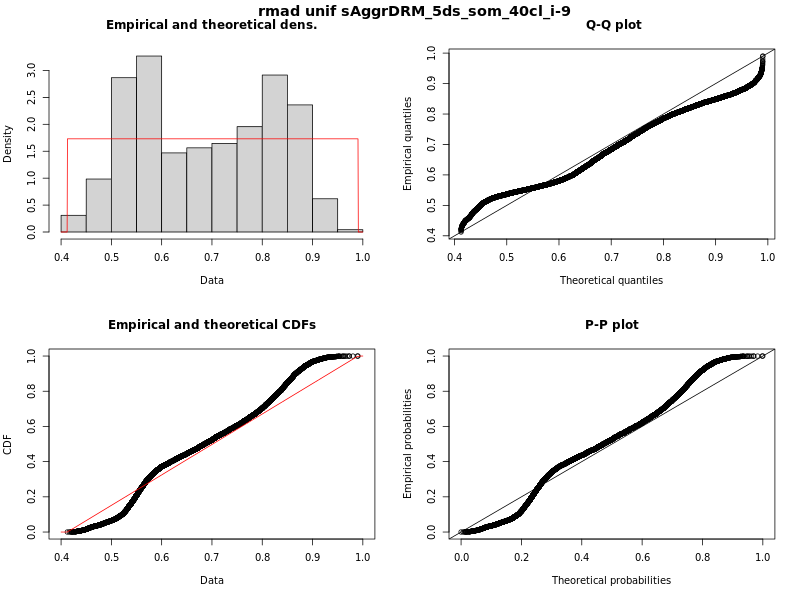 rmad unif sAggrDRM_5ds_som_40cl_i-9
Empirical and theoretical dens.
Density
0.0 0.5 1.0 1.5 2.0 2.5 3.0
0.4 0.5 0.6 0.7 0.8 0.9 1.0
Data
Q-Q plot
Empirical quantiles
0.4 0.5 0.6 0.7 0.8 0.9 1.0
0.4 0.5 0.6 0.7 0.8 0.9 1.0
Theoretical quantiles
Empirical and theoretical CDFs
CDF
0.0 0.2 0.4 0.6 0.8 1.0
0.4 0.5 0.6 0.7 0.8 0.9 1.0
Data
P-P plot
Empirical probabilities
0.0 0.2 0.4 0.6 0.8 1.0
0.0 0.2 0.4 0.6 0.8 1.0
Theoretical probabilities